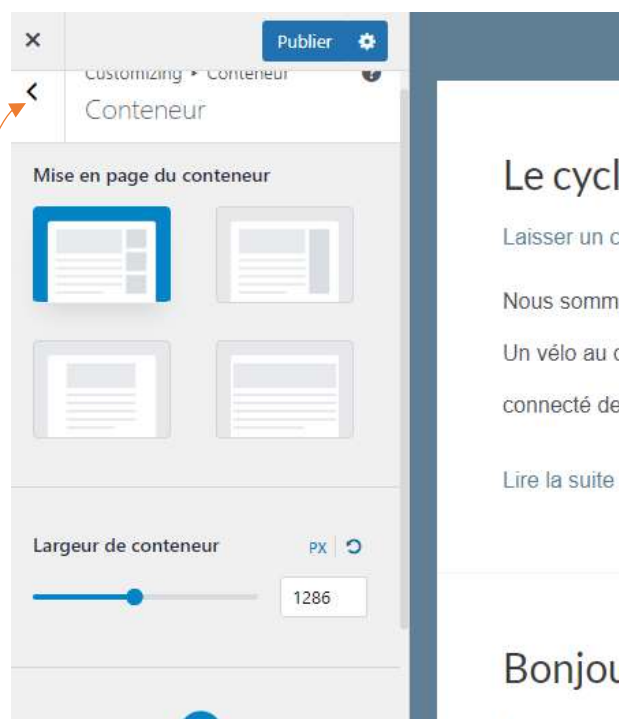 Publier
Customizing ▸ Conteneur
Conteneur
Mise en page du conteneur
Largeur de conteneur PX
1286
Le cycl
Laisser un c
Nous somm
Un vélo au
connecté de
Lire la suite
Bonjou